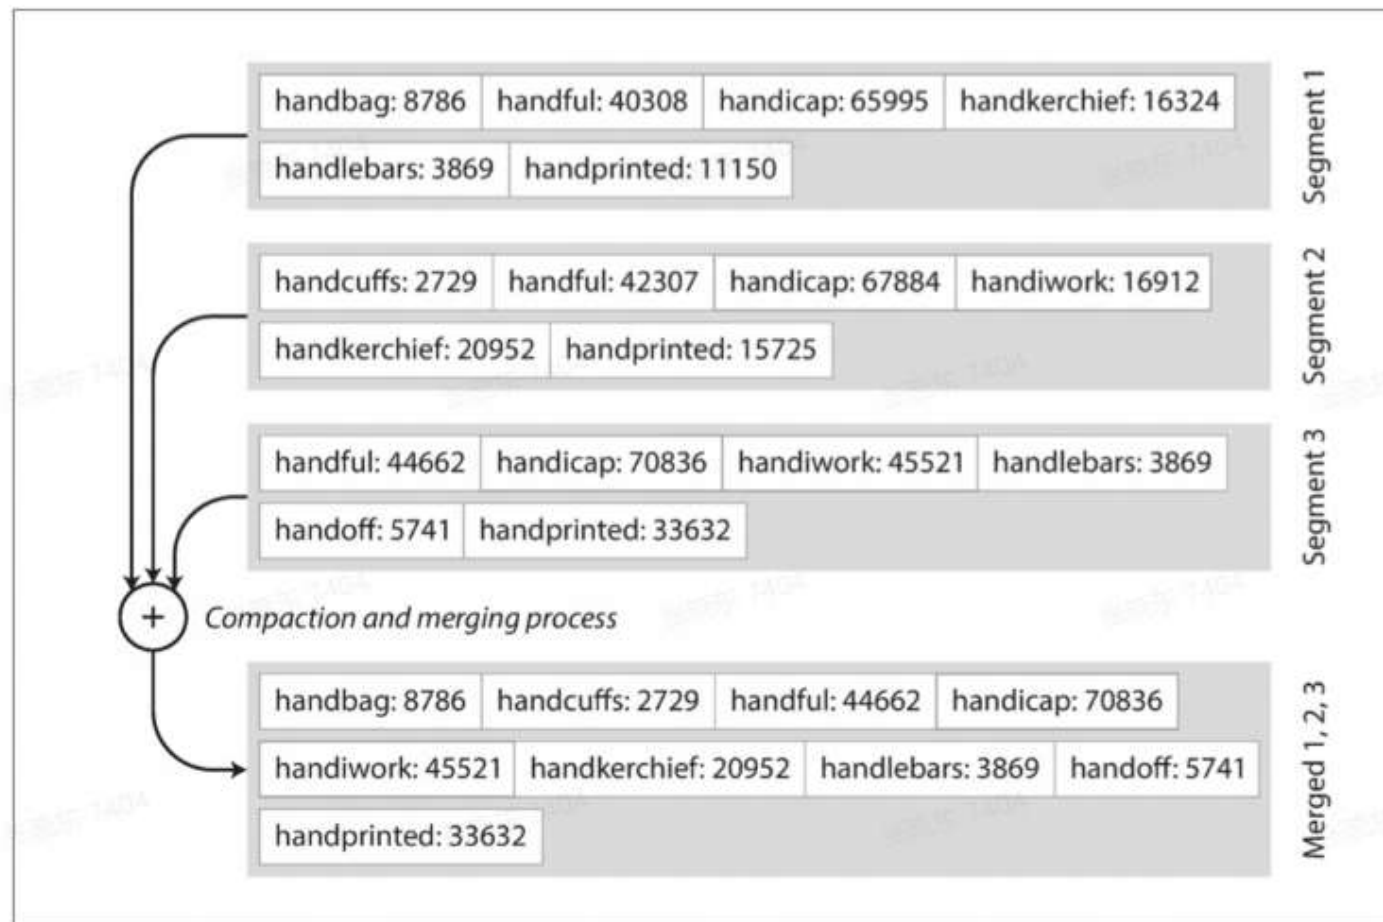 handbag: 8786 handful: 40308 handicap: 65995 handkerchief: 16324
handlebars: 3869 handprinted: 11150
Segment 1
handcuffs: 2729 handful: 42307 handicap: 67884 handiwork: 16912
handkerchief: 20952 handprinted: 15725
Segment 2
handful: 44662 handicap: 70836 handiwork: 45521 handlebars: 3869
handoff: 5741 handprinted: 33632
Segment 3
+ Compaction and merging process
handbag: 8786 handcuffs: 2729 handful: 44662 handicap: 70836
handiwork: 45521 handkerchief: 20952 handlebars: 3869 handoff: 5741
handprinted: 33632
Merged 1, 2, 3